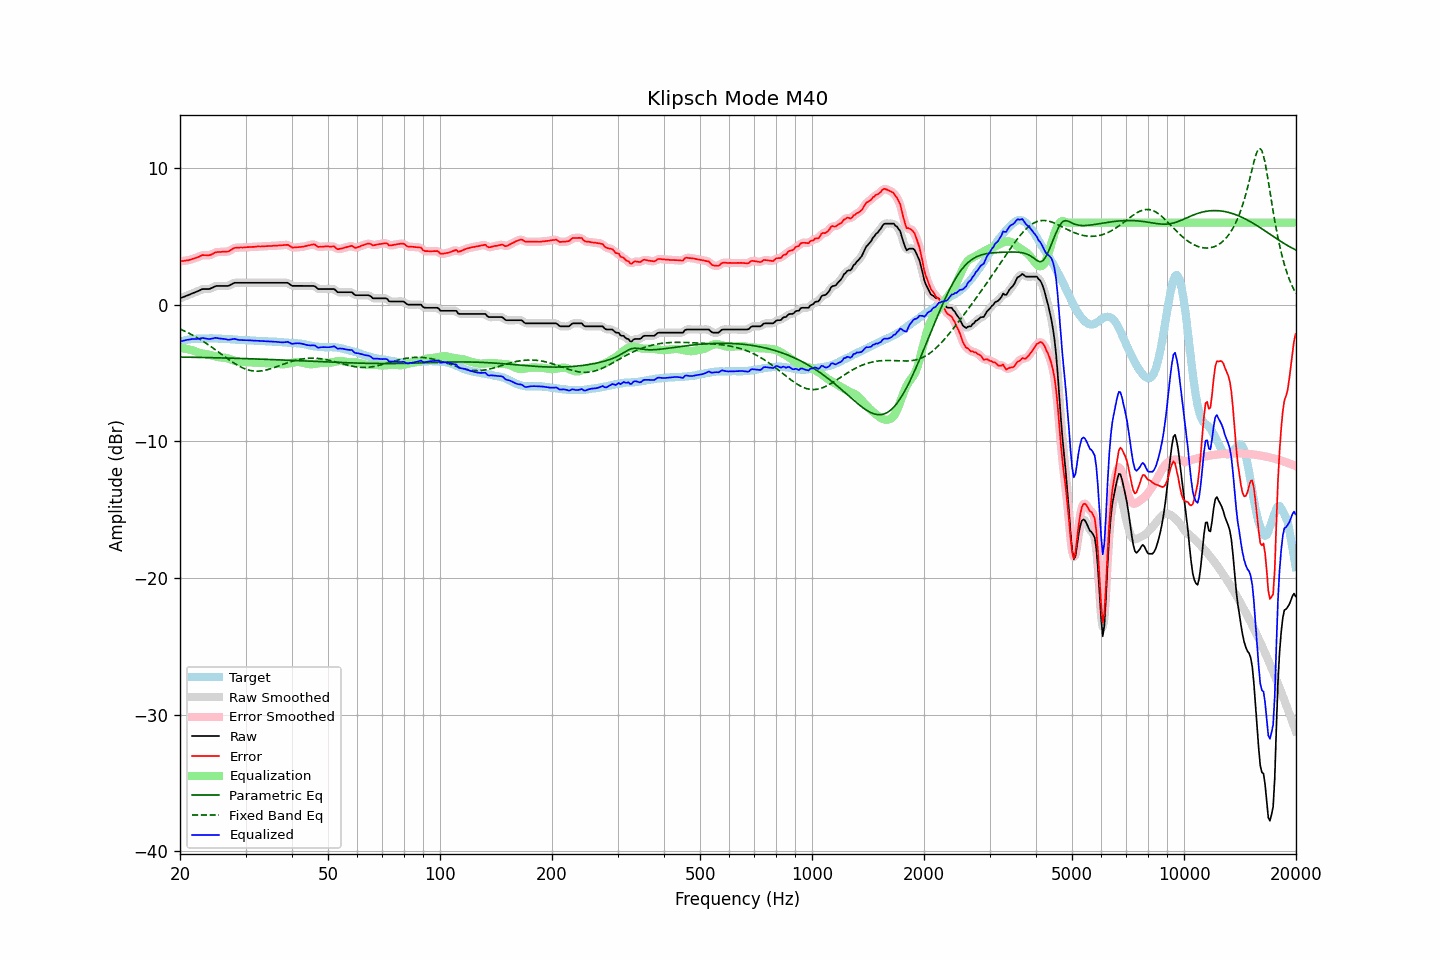 Klipsch Mode M40
Amplitude (dBr)
10
0
−10
−20
−30
−40
Target
Raw Smoothed
Error Smoothed
Raw
Error
Equalization
Parametric Eq
Fixed Band Eq
Equalized
20 50 100 200 500 1000 2000 5000 10000 20000
Frequency (Hz)